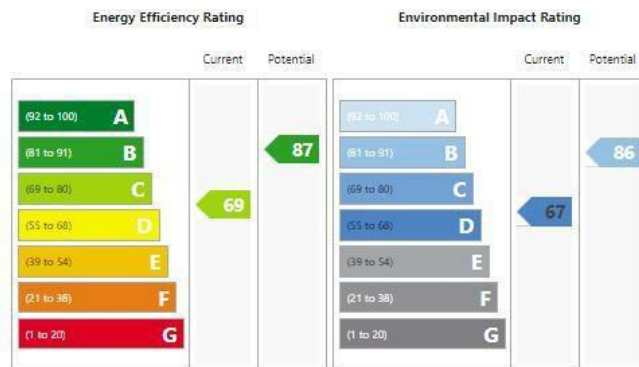 Energy Efficiency Rating
Current
Potential
(92 to 100) A
(81 to 91) B
87
(69 to 80) C
69
(55 to 68) D
(39 to 54) E
(21 to 38) F
(1 to 20) G
Environmental Impact Rating
Current
Potential
(92 to 100) A
(81 to 91) B
86
(69 to 80) C
(55 to 68) D
67
(39 to 54) E
(21 to 38) F
(1 to 20) G